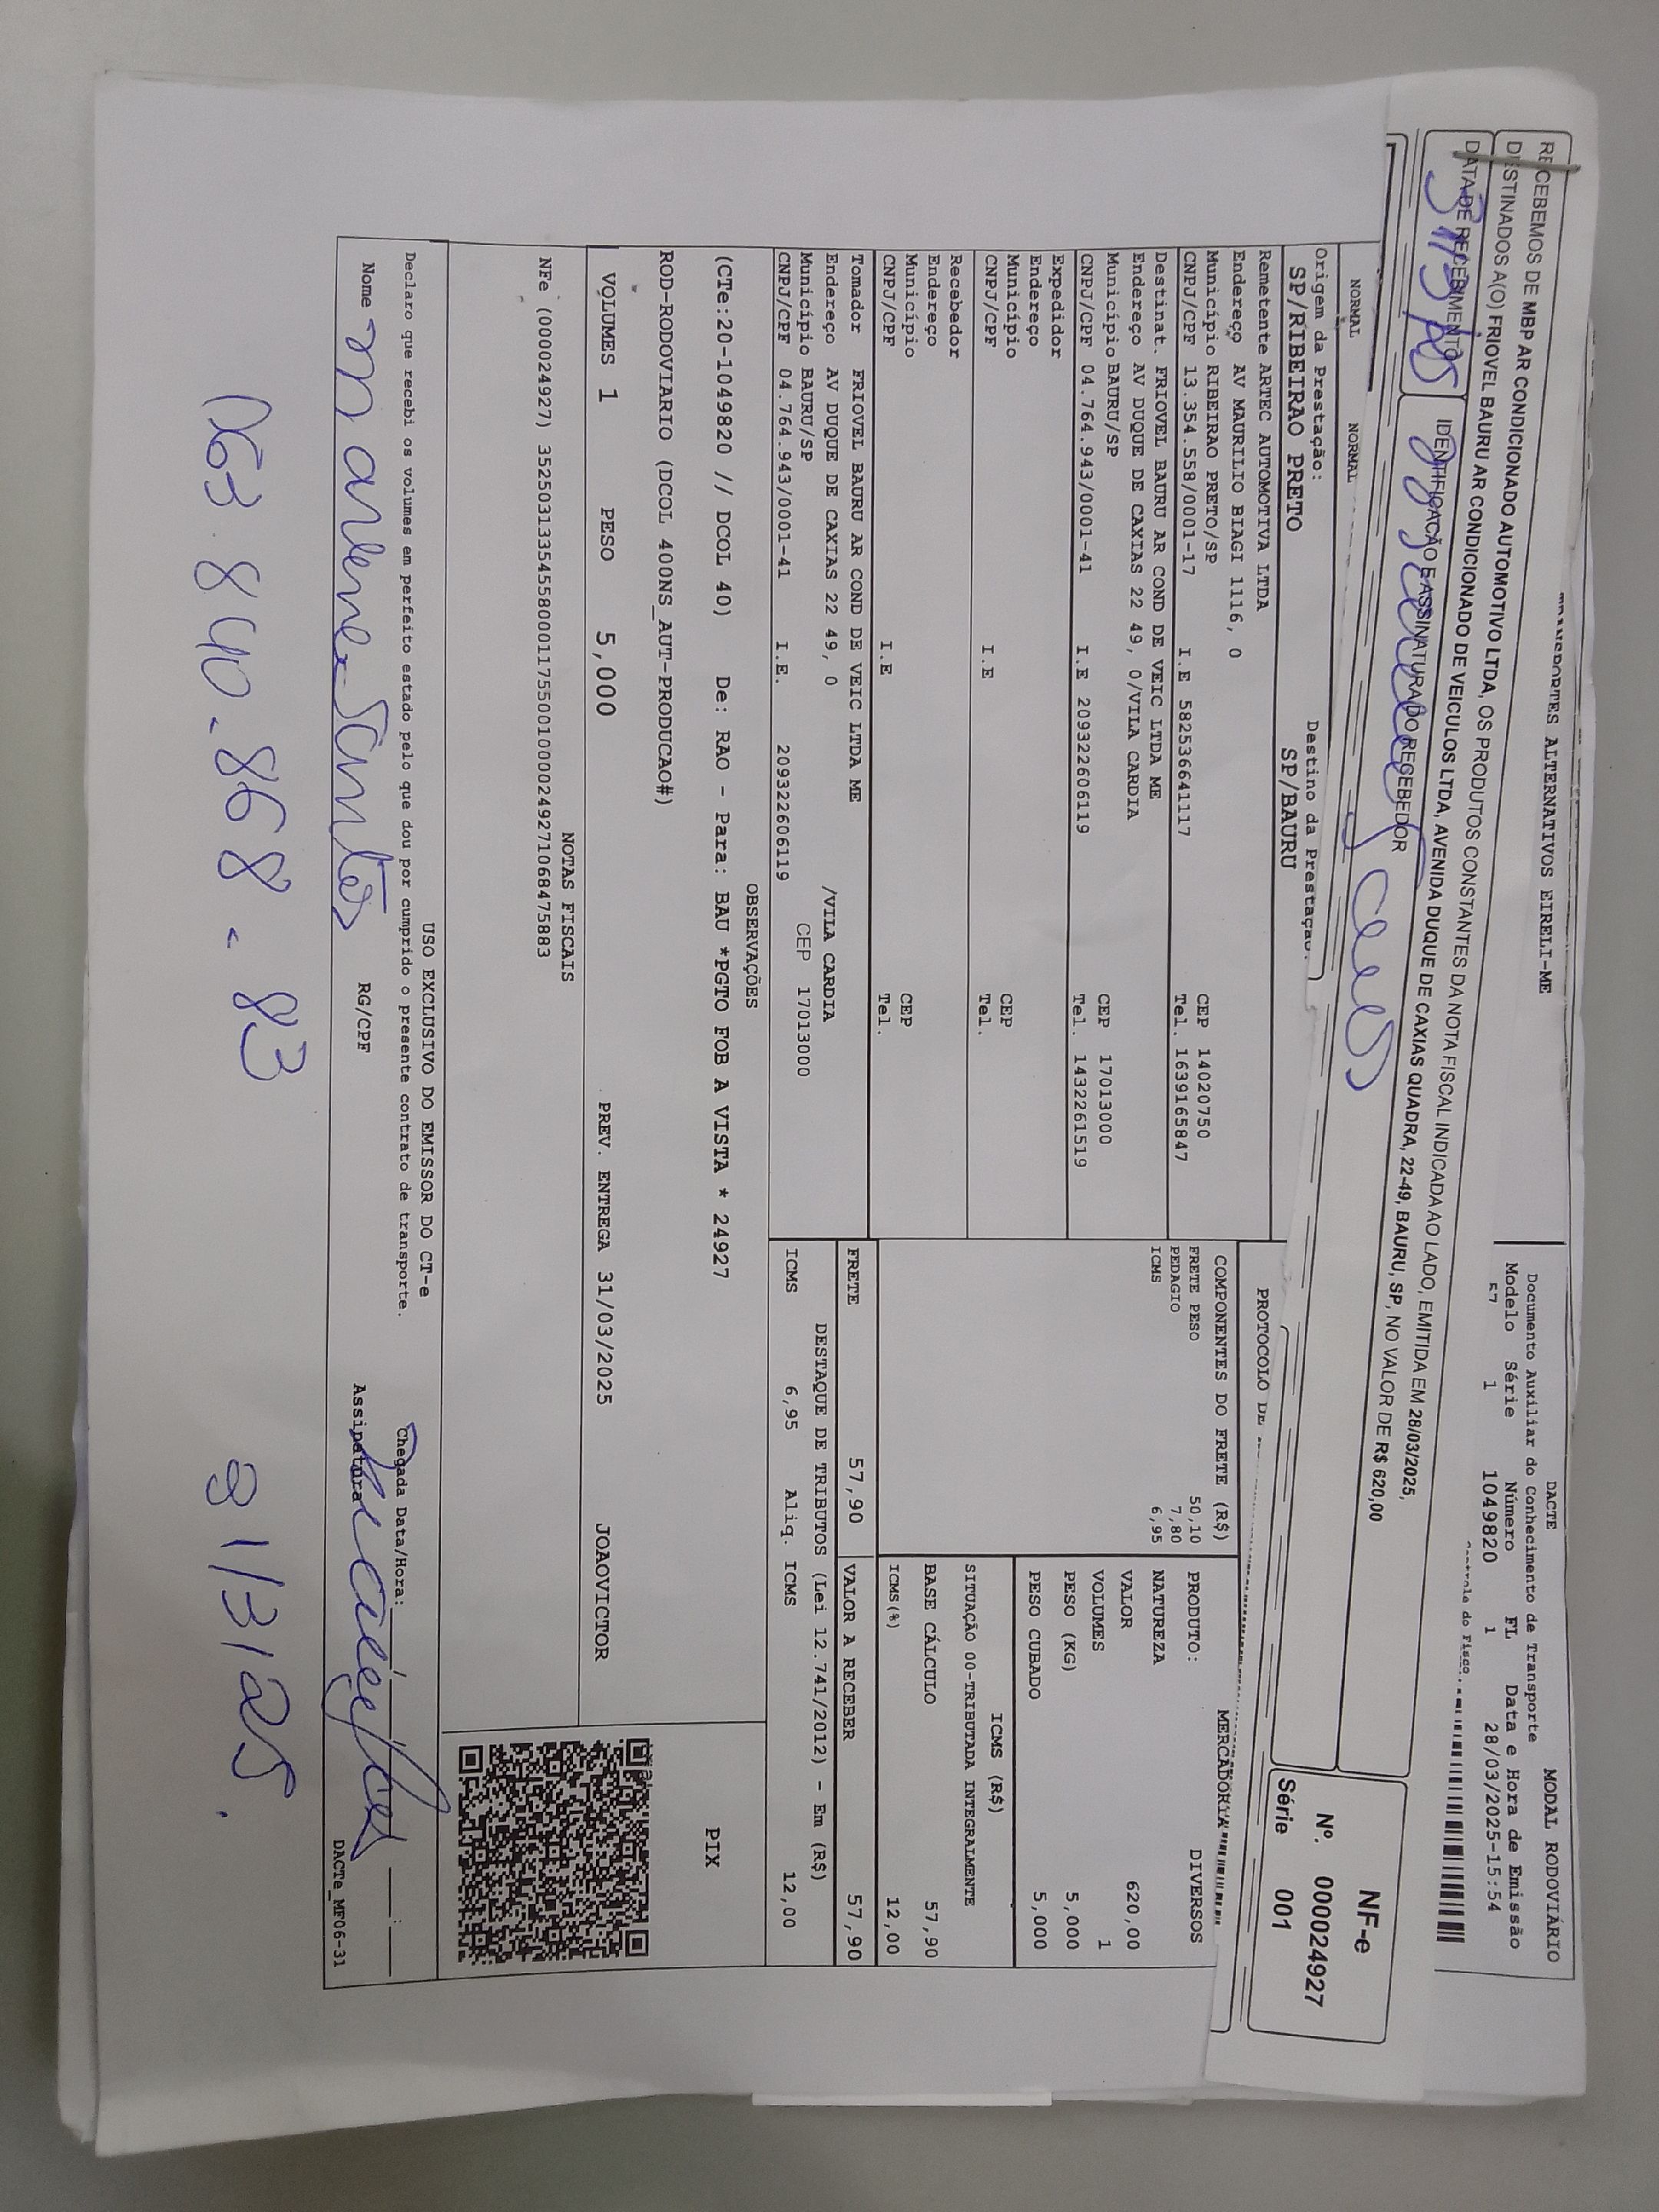 TRANSPORTES ALTERNATIVOS EIRELI-ME
DACTE
Documento Auxiliar do Conhecimento de Transporte
MODAL RODOVIÁRIO
Modelo Série Número FL Data e Hora de Emissão
57 1 1049820 1 28/03/2025-15:54
Controle do Fisco
RECEBEMOS DE MBP AR CONDICIONADO AUTOMOTIVO LTDA, OS PRODUTOS CONSTANTES DA NOTA FISCAL INDICADA AO LADO, EMITIDA EM 28/03/2025,
DESTINADOS A(O) FRIOVEL BAURU AR CONDICIONADO DE VEICULOS LTDA, AVENIDA DUQUE DE CAXIAS QUADRA, 22-49, BAURU, SP, NO VALOR DE R$ 620,00
DATA DE RECEBIMENTO
IDENTIFICAÇÃO E ASSINATURA DO RECEBEDOR
NF-e
Nº. 000024927
Série 001
NORMAL NORMAL
Origem da Prestação: Destino da Prestação:
SP/RIBEIRAO PRETO SP/BAURU
PROTOCOLO DE
Remetente ARTEC AUTOMOTIVA LTDA
Endereço AV MAURILIO BIAGI 1116, 0
Município RIBEIRAO PRETO/SP CEP 14020750
CNPJ/CPF 13.354.558/0001-17 I.E 582536641117 Tel. 1639165847
Destinat. FRIOVEL BAURU AR COND DE VEIC LTDA ME
Endereço AV DUQUE DE CAXIAS 22 49, 0/VILA CARDIA
Município BAURU/SP CEP 17013000
CNPJ/CPF 04.764.943/0001-41 I.E 209322606119 Tel. 1432261519
Expedidor
Endereço
Município CEP
CNPJ/CPF I.E Tel.
Recebedor
Endereço
Município CEP
CNPJ/CPF I.E Tel.
Tomador FRIOVEL BAURU AR COND DE VEIC LTDA ME
Endereço AV DUQUE DE CAXIAS 22 49, 0 /VILA CARDIA
Município BAURU/SP CEP 17013000
CNPJ/CPF 04.764.943/0001-41 I.E. 209322606119
COMPONENTES DO FRETE (R$)
FRETE PESO 50,10
PEDAGIO 7,80
ICMS 6,95
MERCADORIA
PRODUTO: DIVERSOS
NATUREZA
VALOR 620,00
VOLUMES 1
PESO (KG) 5,000
PESO CUBADO 5,000
ICMS (R$)
SITUAÇÃO 00-TRIBUTADA INTEGRALMENTE
BASE CÁLCULO 57,90
ICMS(%) 12,00
FRETE 57,90 VALOR A RECEBER 57,90
DESTAQUE DE TRIBUTOS (Lei 12.741/2012) - Em (R$)
ICMS 6,95 Aliq. ICMS 12,00
OBSERVAÇÕES
(CTe:20-1049820 // DCOL 40) De: RAO - Para: BAU *PGTO FOB A VISTA * 24927
ROD-RODOVIARIO (DCOL 400NS_AUT-PRODUCAO#)
PIX
VOLUMES 1 PESO 5,000 PREV. ENTREGA 31/03/2025 JOAOVICTOR
NOTAS FISCAIS
NFe (000024927) 35250313354558000117550010000249271068475883
USO EXCLUSIVO DO EMISSOR DO CT-e
Declaro que recebi os volumes em perfeito estado pelo que dou por cumprido o presente contrato de transporte.
Chegada Data/Hora:
Nome Marlene Santos RG/CPF Assinatura
DACTe_MF06-31
063.840.868-83 31/3/25.